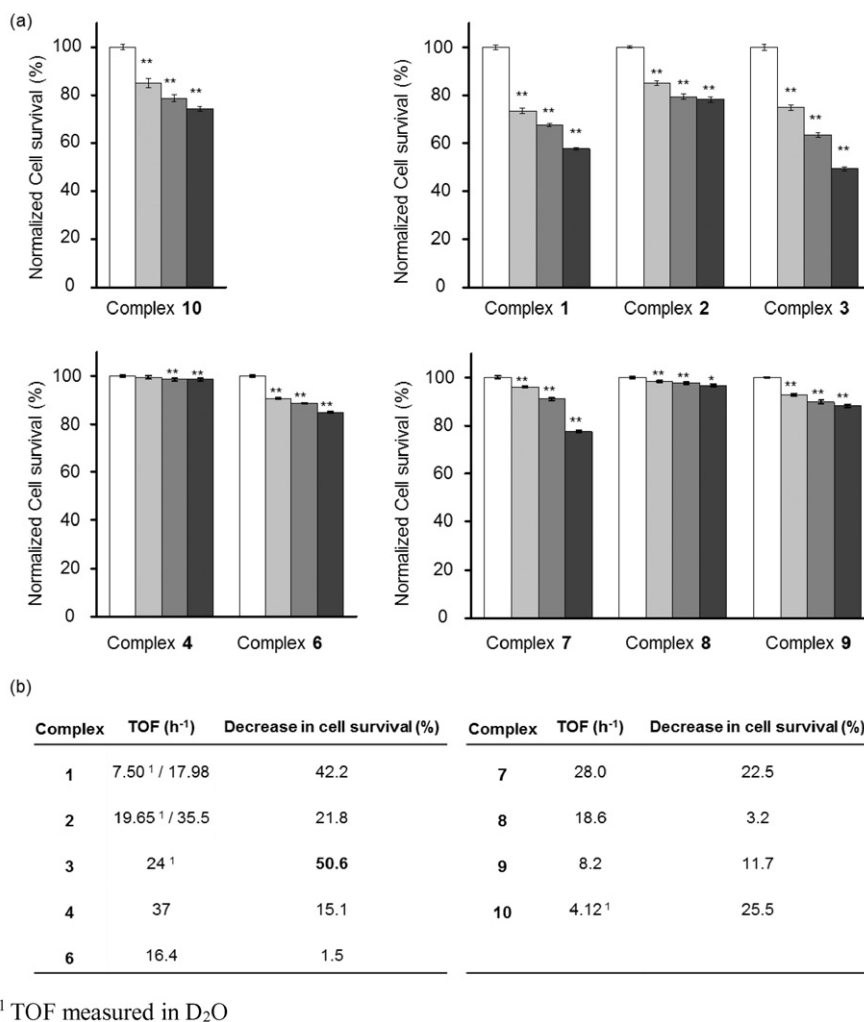 (a)
Normalized Cell survival (%)
100
80
60
40
20
0
** ** **
Complex 10
Normalized Cell survival (%)
100
80
60
40
20
0
** ** **
** ** **
** ** **
Complex 1
Complex 2
Complex 3
Normalized Cell survival (%)
100
80
60
40
20
0
** **
** ** **
Complex 4
Complex 6
Normalized Cell survival (%)
100
80
60
40
20
0
** ** **
** ** *
** ** **
Complex 7
Complex 8
Complex 9
(b)
Complex TOF (h-1) Decrease in cell survival (%)
1 7.50 1 / 17.98 42.2
2 19.65 1 / 35.5 21.8
3 24 1 50.6
4 37 15.1
6 16.4 1.5
Complex TOF (h-1) Decrease in cell survival (%)
7 28.0 22.5
8 18.6 3.2
9 8.2 11.7
10 4.12 1 25.5
1 TOF measured in D2O